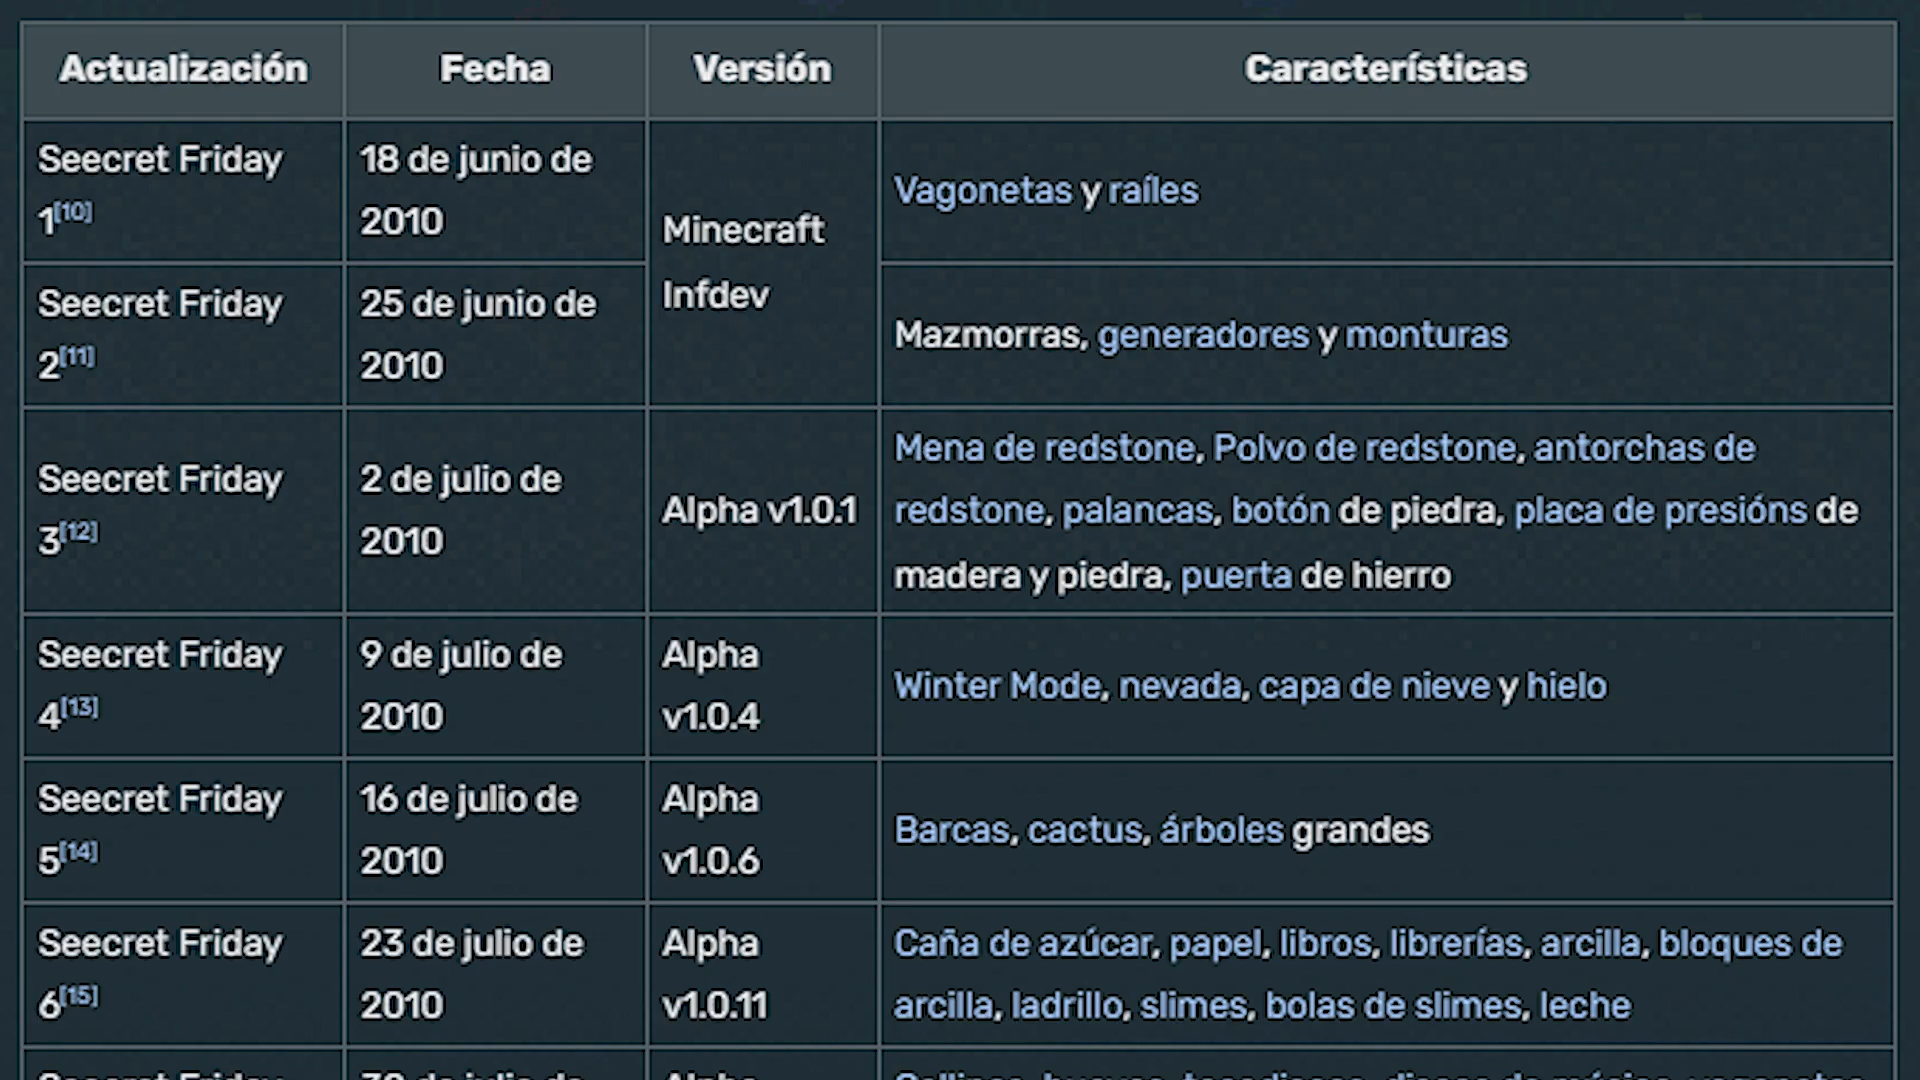 Actualización Fecha Versión Características
Seecret Friday
1[10]
18 de junio de
2010
Minecraft
Infdev
Vagonetas y raíles
Seecret Friday
2[11]
25 de junio de
2010
Mazmorras, generadores y monturas
Seecret Friday
3[12]
2 de julio de
2010
Alpha v1.0.1
Mena de redstone, Polvo de redstone, antorchas de
redstone, palancas, botón de piedra, placa de presións de
madera y piedra, puerta de hierro
Seecret Friday
4[13]
9 de julio de
2010
Alpha
v1.0.4
Winter Mode, nevada, capa de nieve y hielo
Seecret Friday
5[14]
16 de julio de
2010
Alpha
v1.0.6
Barcas, cactus, árboles grandes
Seecret Friday
6[15]
23 de julio de
2010
Alpha
v1.0.11
Caña de azúcar, papel, libros, librerías, arcilla, bloques de
arcilla, ladrillo, slimes, bolas de slimes, leche